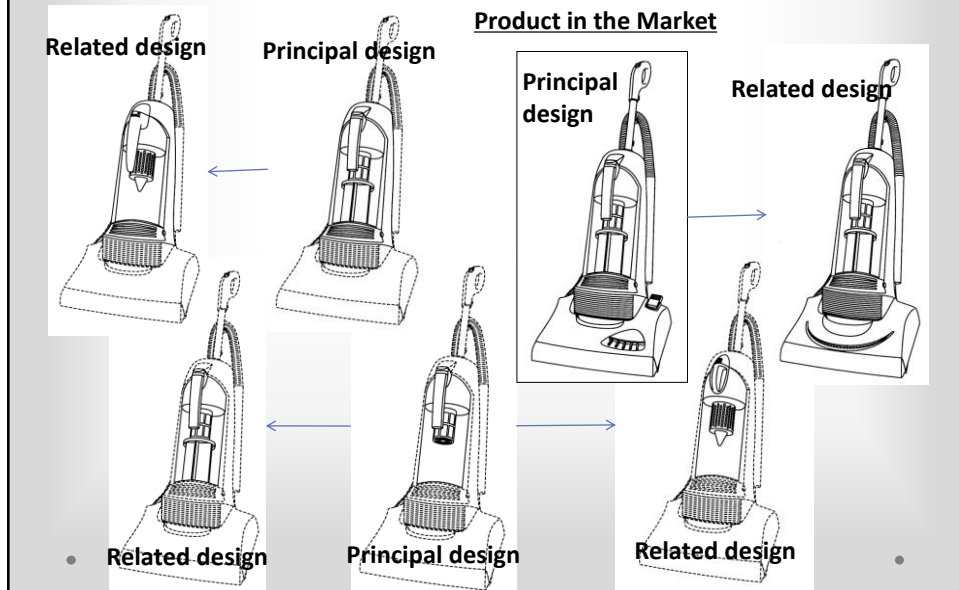 Product in the Market
Related design
Principal design
Principal
design
Related design
Related design
Principal design
Related design